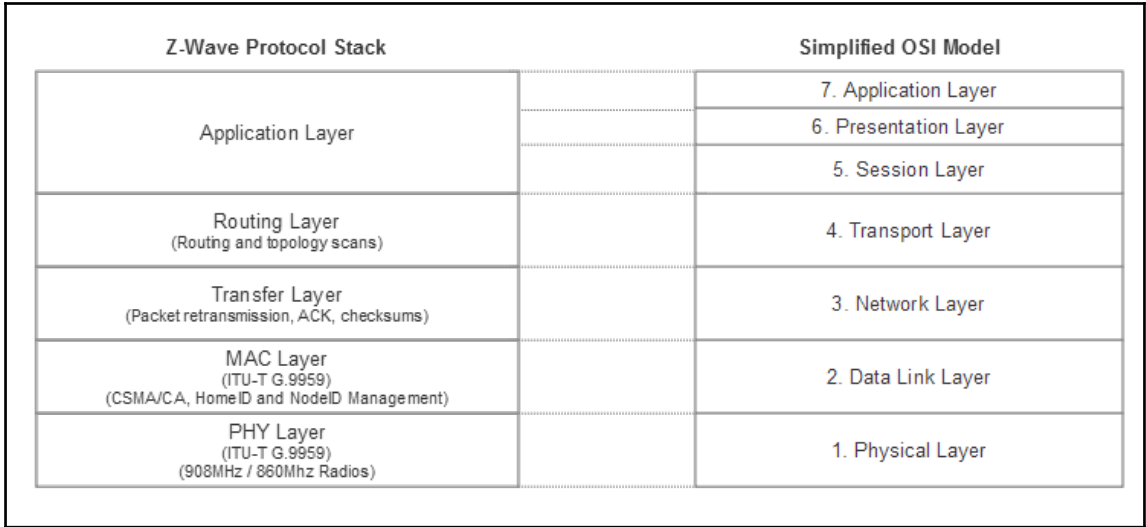 Z-Wave Protocol Stack
Simplified OSI Model
Application Layer
7. Application Layer
6. Presentation Layer
5. Session Layer
Routing Layer
(Routing and topology scans)
4. Transport Layer
Transfer Layer
(Packet retransmission, ACK, checksums)
3. Network Layer
MAC Layer
(ITU-T G.9959)
(CSMA/CA, HomeID and NodeID Management)
2. Data Link Layer
PHY Layer
(ITU-T G.9959)
(908MHz / 860Mhz Radios)
1. Physical Layer